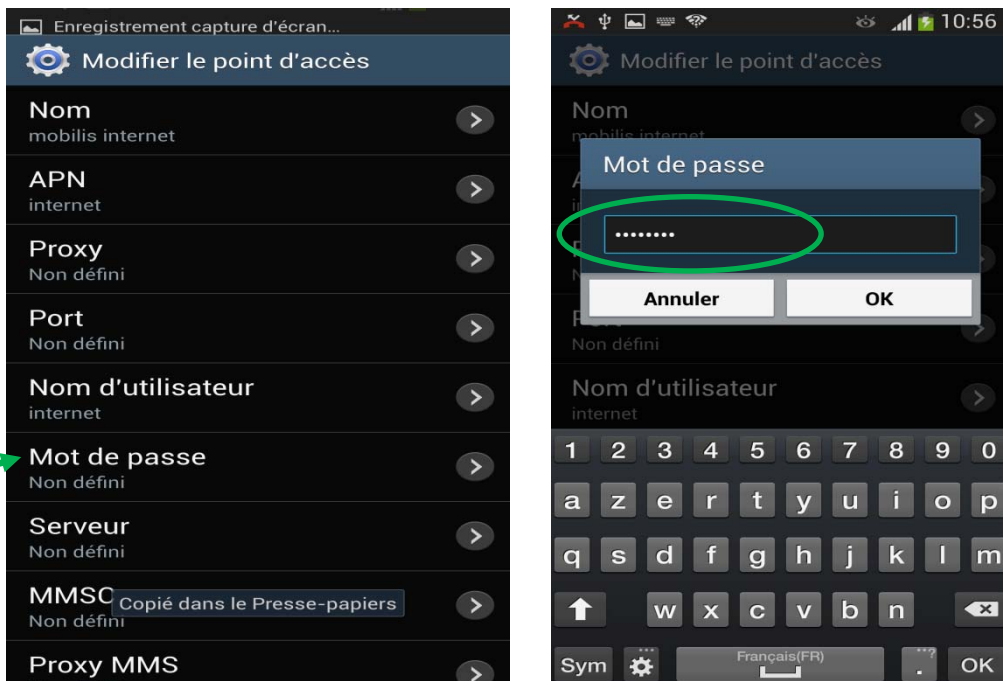 Enregistrement capture d'écran...
Modifier le point d'accès
Nom
mobilis internet
APN
internet
Proxy
Non défini
Port
Non défini
Nom d'utilisateur
internet
Mot de passe
Non défini
Serveur
Non défini
MMSC
Copié dans le Presse-papiers
Non défini
Proxy MMS
10:56
Modifier le point d'accès
Nom
mobilis internet
Mot de passe
••••••••
Annuler OK
Non défini
Nom d'utilisateur
internet
1 2 3 4 5 6 7 8 9 0
a z e r t y u i o p
q s d f g h j k l m
w x c v b n
Sym Français(FR) . OK